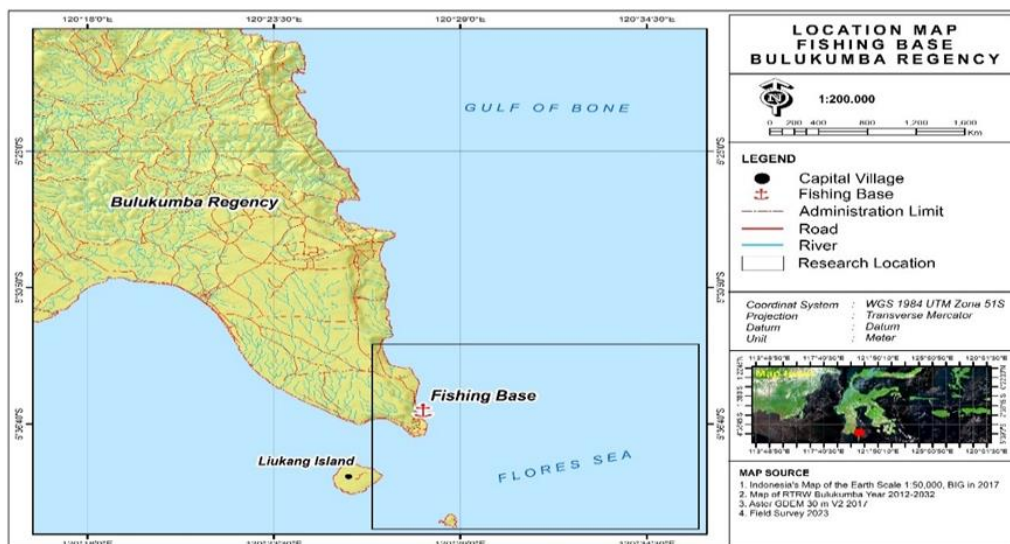 120°18'0"E
120°23'30"E
120°29'0"E
120°34'30"E
GULF OF BONE
Bulukumba Regency
Fishing Base
Liukang Island
FLORES SEA
LOCATION MAP
FISHING BASE
BULUKUMBA REGENCY
1:200.000
0 200 400 800 1,200 1,600
Km
LEGEND
Capital Village
Fishing Base
Administration Limit
Road
River
Research Location
Coordinat System : WGS 1984 UTM Zona 51S
Projection : Transverse Mercator
Datum : Datum
Unit : Meter
MAP SOURCE
1. Indonesia's Map of the Earth Scale 1:50,000, BIG in 2017
2. Map of RTRW Bulukumba Year 2012-2032
3. Aster GDEM 30 m V2 2017
4. Field Survey 2023